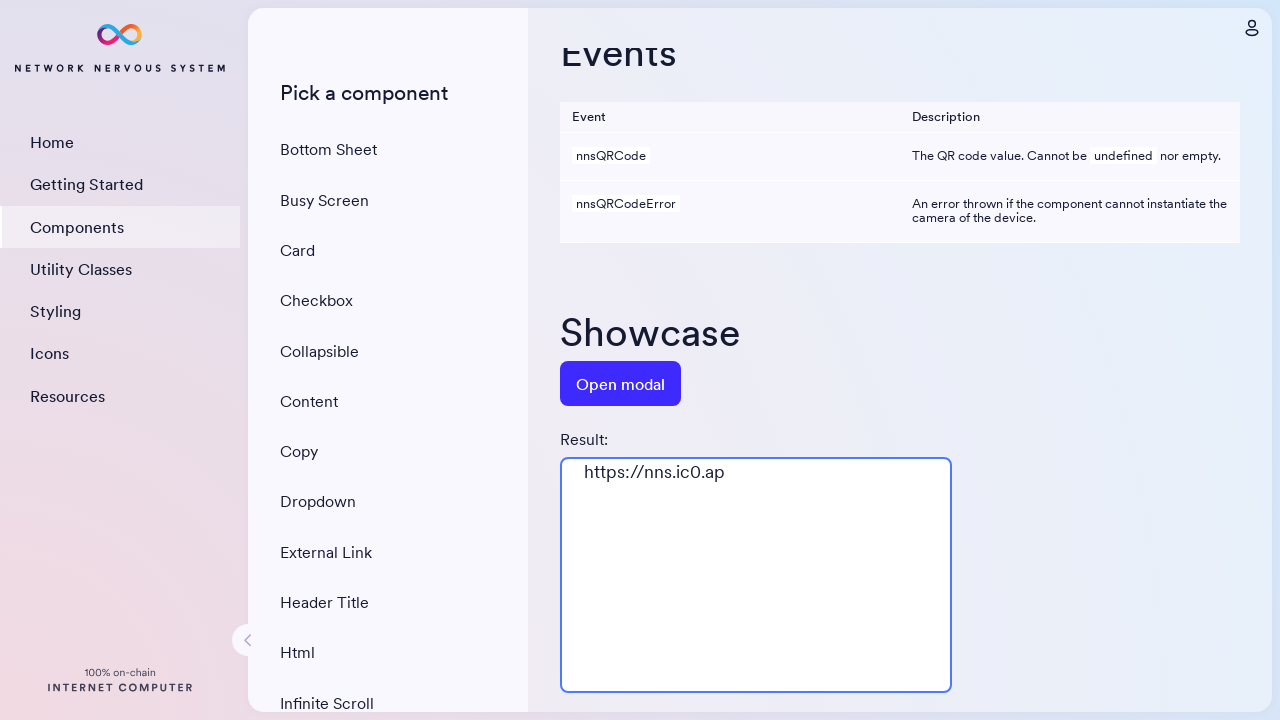 NETWORK NERVOUS SYSTEM
Home
Getting Started
Components
Utility Classes
Styling
Icons
Resources
100% on-chain
INTERNET COMPUTER
Pick a component
Bottom Sheet
Busy Screen
Card
Checkbox
Collapsible
Content
Copy
Dropdown
External Link
Header Title
Html
Infinite Scroll
Events
Event Description
nnsQRCode The QR code value. Cannot be undefined nor empty.
nnsQRCodeError An error thrown if the component cannot instantiate the
camera of the device.
Showcase
Open modal
Result:
https://nns.ic0.ap